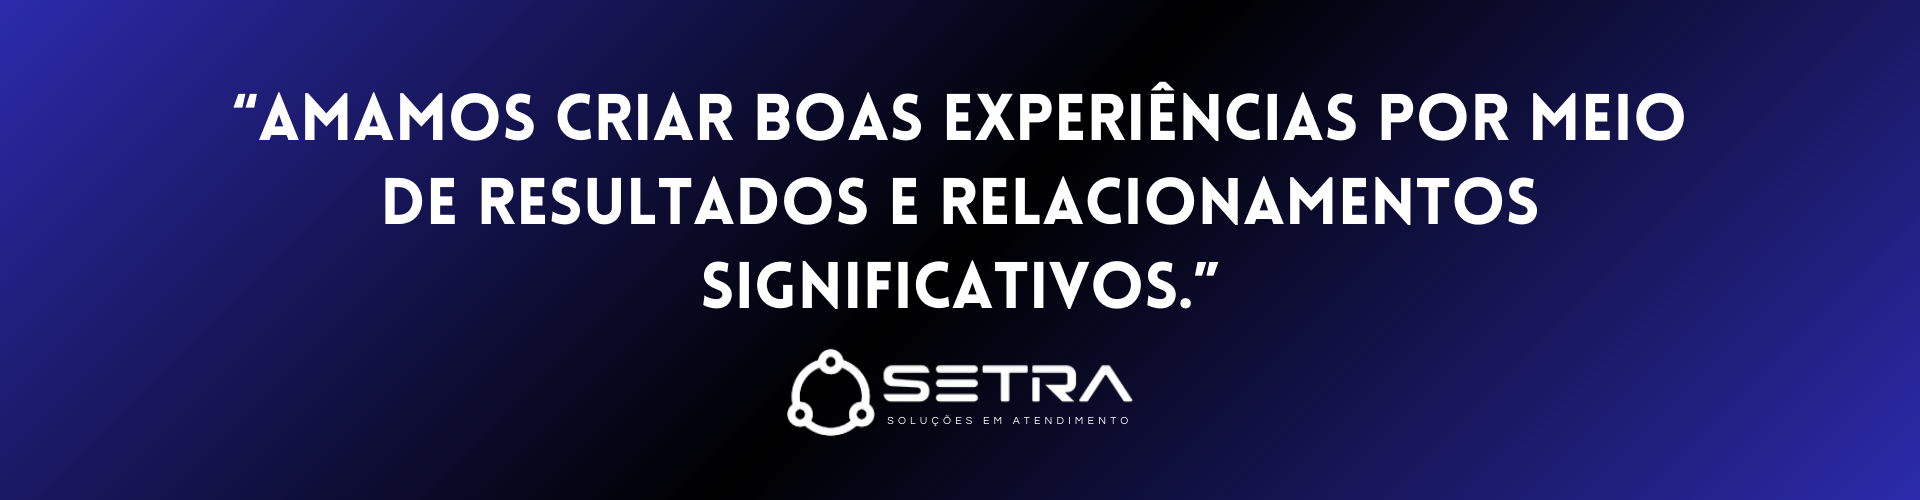 “AMAMOS CRIAR BOAS EXPERIÊNCIAS POR MEIO
DE RESULTADOS E RELACIONAMENTOS
SIGNIFICATIVOS.”
SETRA
SOLUÇÕES EM ATENDIMENTO